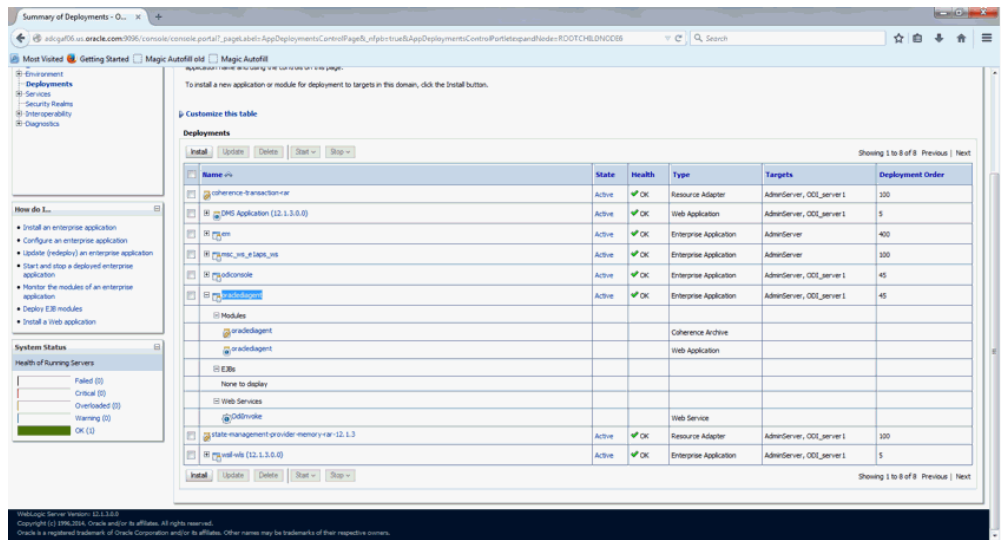 Summary of Deployments - O...
adcgaf06.us.oracle.com:9096/console/console.portal?_pageLabel=AppDeploymentsControlPage&_nfpb=true&AppDeploymentsControlPortletexpandNode=ROOTCHILDNODE6
Search
Most Visited Getting Started Magic Autofill old Magic Autofill
Environment
Deployments
Services
Security Realms
Interoperability
Diagnostics
application name and using the controls on this page.
To install a new application or module for deployment to targets in this domain, click the Install button.
Customize this table
Deployments
Install Update Delete Start Stop
Showing 1 to 8 of 8 Previous | Next
Name State Health Type Targets Deployment Order
coherence-transaction-rar Active OK Resource Adapter AdminServer, ODI_server1 100
DMS Application (12.1.3.0.0) Active OK Web Application AdminServer, ODI_server1 5
em Active OK Enterprise Application AdminServer 400
Active OK Enterprise Application AdminServer 100
odiconsole Active OK Enterprise Application AdminServer, ODI_server1 45
oraclediagent Active OK Enterprise Application AdminServer, ODI_server1 45
Modules
oraclediagent Coherence Archive
oraclediagent Web Application
EJBs
None to display
Web Services
OdiInvoke Web Service
state-management-provider-memory-rar-12.1.3 Active OK Resource Adapter AdminServer, ODI_server1 100
wsil-wls (12.1.3.0.0) Active OK Enterprise Application AdminServer, ODI_server1 5
Install Update Delete Start Stop
Showing 1 to 8 of 8 Previous | Next
How do I...
Install an enterprise application
Configure an enterprise application
Update (redeploy) an enterprise application
Start and stop a deployed enterprise
application
Monitor the modules of an enterprise
application
Deploy EJB modules
Install a Web application
System Status
Health of Running Servers
Failed (0)
Critical (0)
Overloaded (0)
Warning (0)
OK (1)
WebLogic Server Version: 12.1.3.0.0
Copyright (c) 1996,2014, Oracle and/or its affiliates. All rights reserved.
Oracle is a registered trademark of Oracle Corporation and/or its affiliates. Other names may be trademarks of their respective owners.